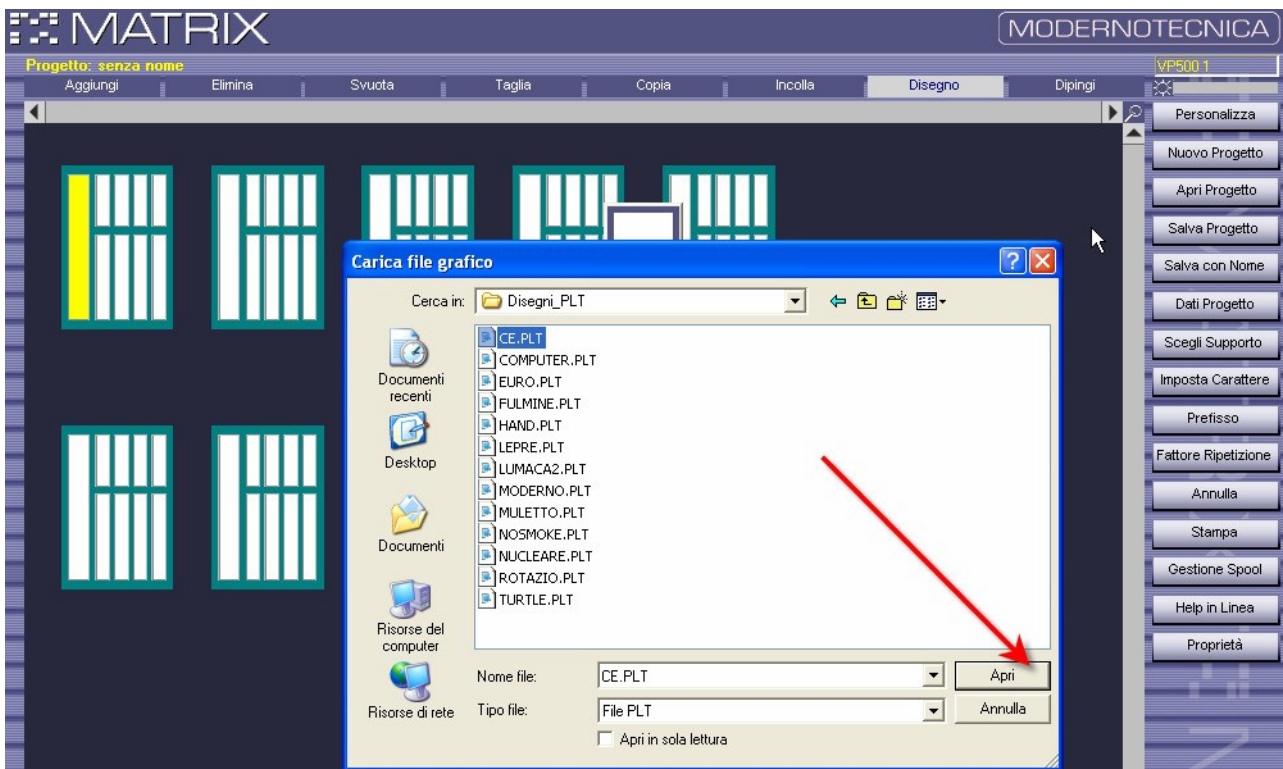 MATRIX
MODERNOTECNICA
Progetto: senza nome
VP500 1
Aggiungi
Elimina
Svuota
Taglia
Copia
Incolla
Disegno
Dipingi
Personalizza
Nuovo Progetto
Apri Progetto
Salva Progetto
Salva con Nome
Dati Progetto
Scegli Supporto
Imposta Carattere
Prefisso
Fattore Ripetizione
Annulla
Stampa
Gestione Spool
Help in Linea
Proprietà
Carica file grafico
Cerca in:
Disegni_PLT
Documenti
recenti
Desktop
Documenti
Risorse del
computer
Risorse di rete
CE.PLT
COMPUTER.PLT
EURO.PLT
FULMINE.PLT
HAND.PLT
LEPRE.PLT
LUMACA2.PLT
MODERNO.PLT
MULETTO.PLT
NOSMOKE.PLT
NUCLEARE.PLT
ROTAZIO.PLT
TURTLE.PLT
Nome file:
CE.PLT
Apri
Tipo file:
File PLT
Annulla
Apri in sola lettura